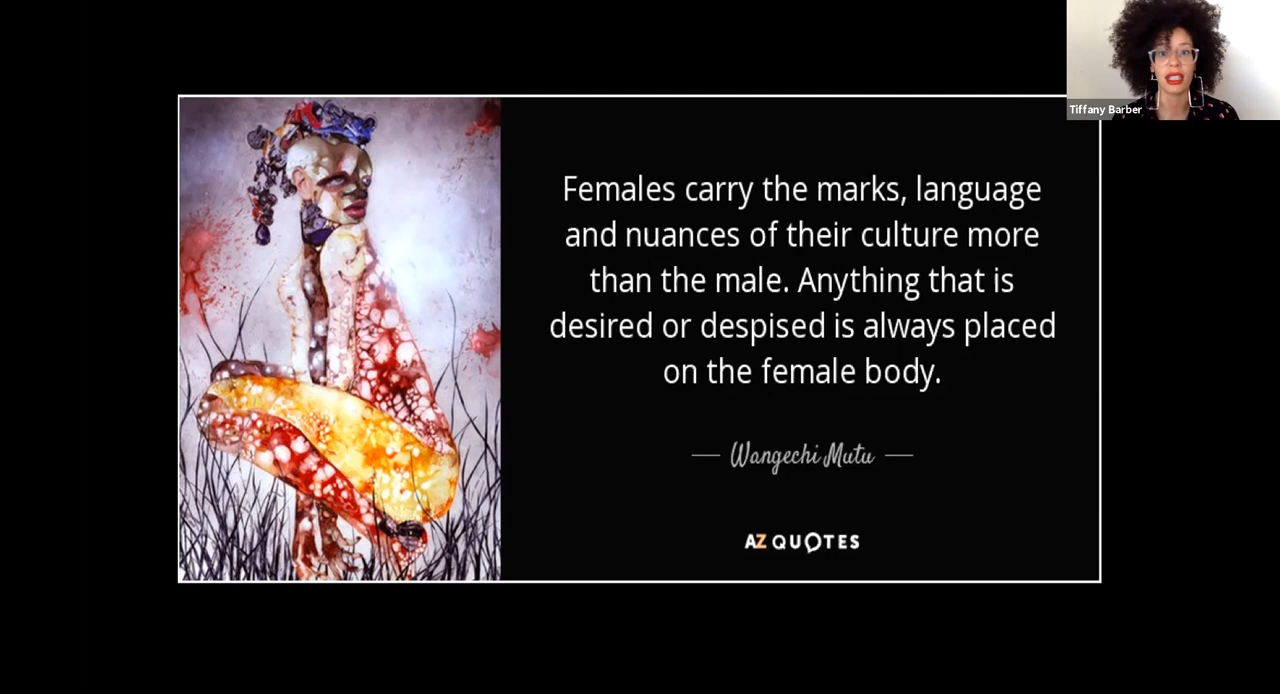 Tiffany Barber
Females carry the marks, language
and nuances of their culture more
than the male. Anything that is
desired or despised is always placed
on the female body.
Wangechi Mutu
AZ QUOTES